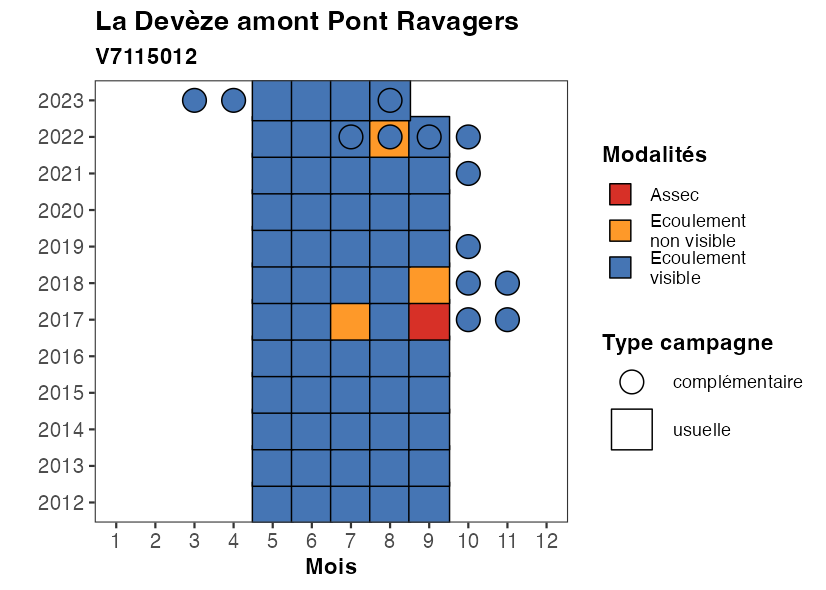 La Devèze amont Pont Ravagers
V7115012
2023
2022
2021
2020
2019
2018
2017
2016
2015
2014
2013
2012
1 2 3 4 5 6 7 8 9 10 11 12
Mois
Modalités
Assec
Ecoulement
non visible
Ecoulement
visible
Type campagne
complémentaire
usuelle